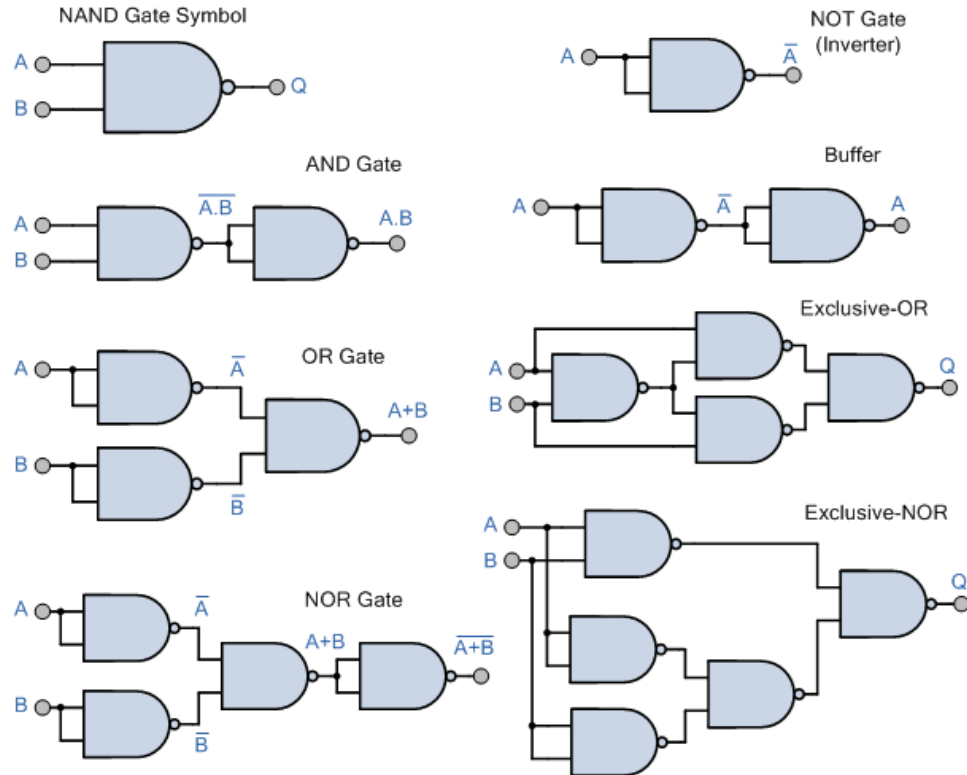 NAND Gate Symbol
A
B
Q
NOT Gate
(Inverter)
A
A̅
AND Gate
A
B
A̅.̅B̅
A.B
Buffer
A
A̅
A
OR Gate
A
A̅
B
B̅
A+B
Exclusive-OR
A
B
Q
NOR Gate
A
A̅
B
B̅
A+B
A̅+̅B̅
Exclusive-NOR
A
B
Q